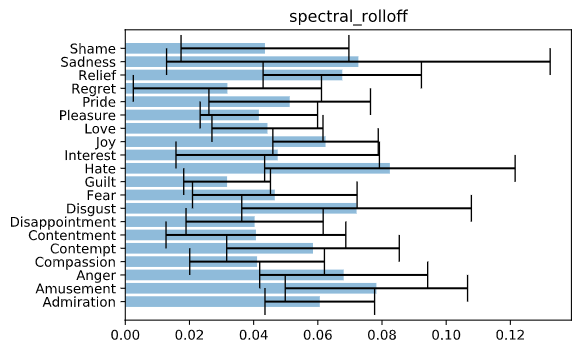 spectral_rolloff
Shame
Sadness
Relief
Regret
Pride
Pleasure
Love
Joy
Interest
Hate
Guilt
Fear
Disgust
Disappointment
Contentment
Contempt
Compassion
Anger
Amusement
Admiration
0.00 0.02 0.04 0.06 0.08 0.10 0.12